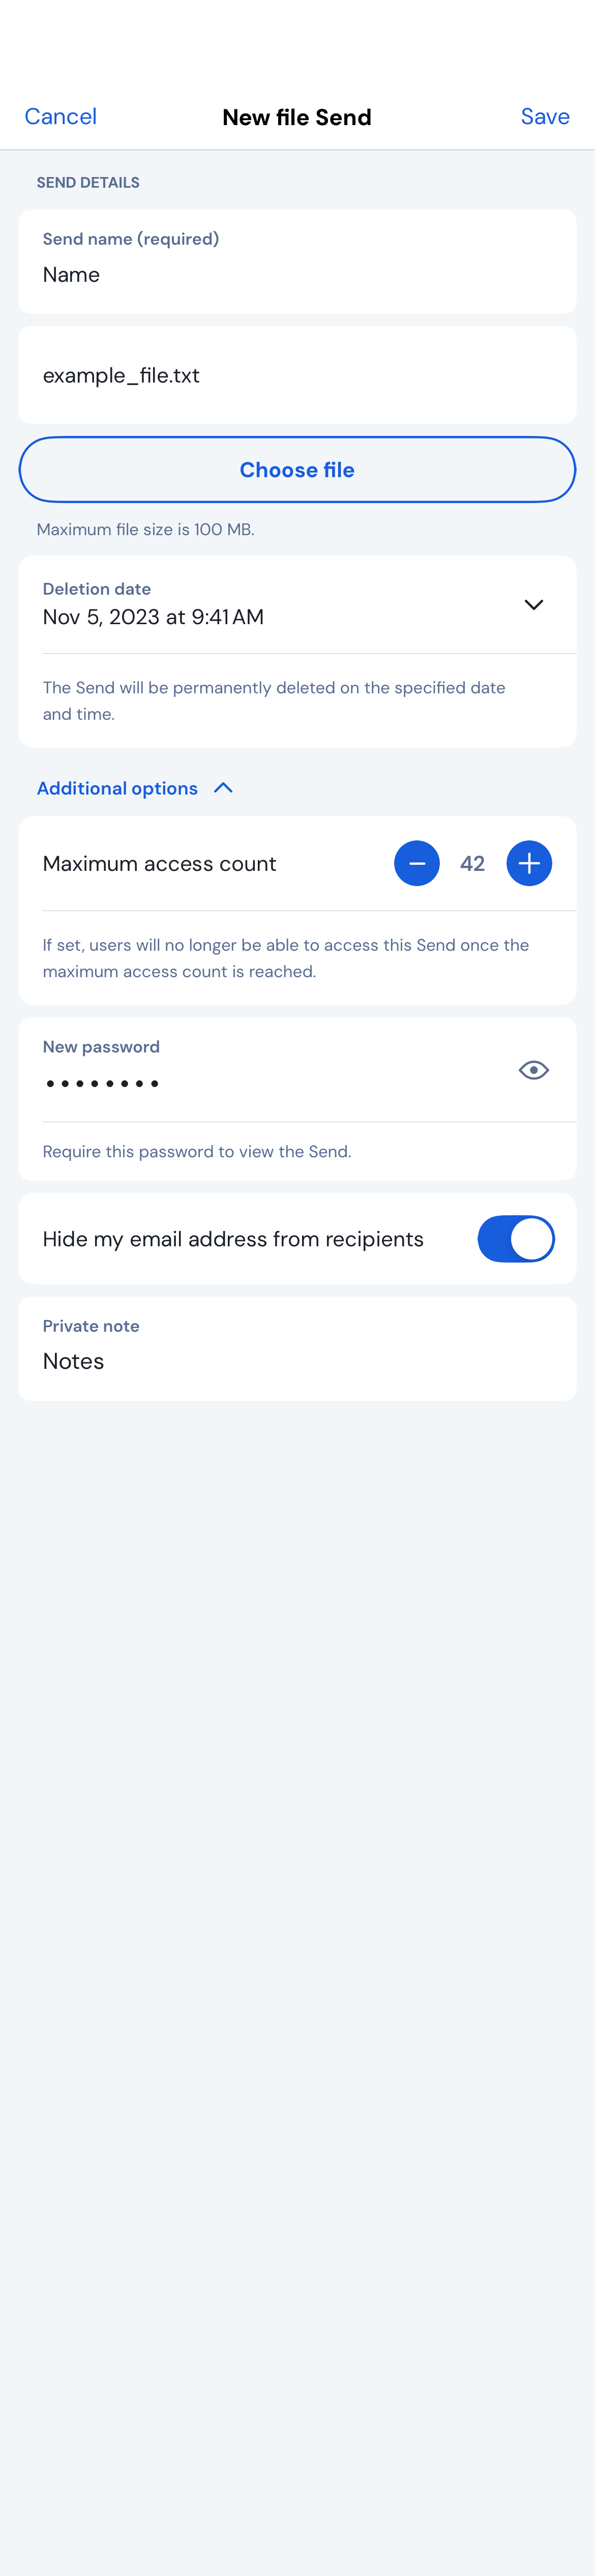 Cancel
New file Send
Save
SEND DETAILS
Send name (required)
Name
example_file.txt
Choose file
Maximum file size is 100 MB.
Deletion date
Nov 5, 2023 at 9:41 AM
The Send will be permanently deleted on the specified date
and time.
Additional options
Maximum access count
42
If set, users will no longer be able to access this Send once the
maximum access count is reached.
New password
••••••••
Require this password to view the Send.
Hide my email address from recipients
Private note
Notes